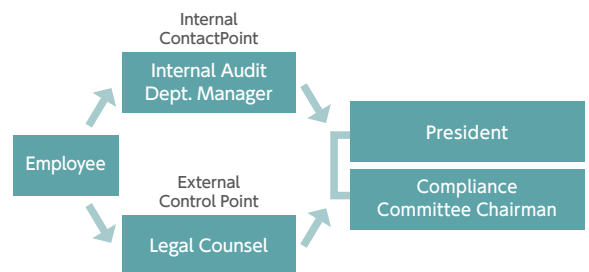 Internal
ContactPoint
Internal Audit
Dept. Manager
Employee
External
Control Point
Legal Counsel
President
Compliance
Committee Chairman